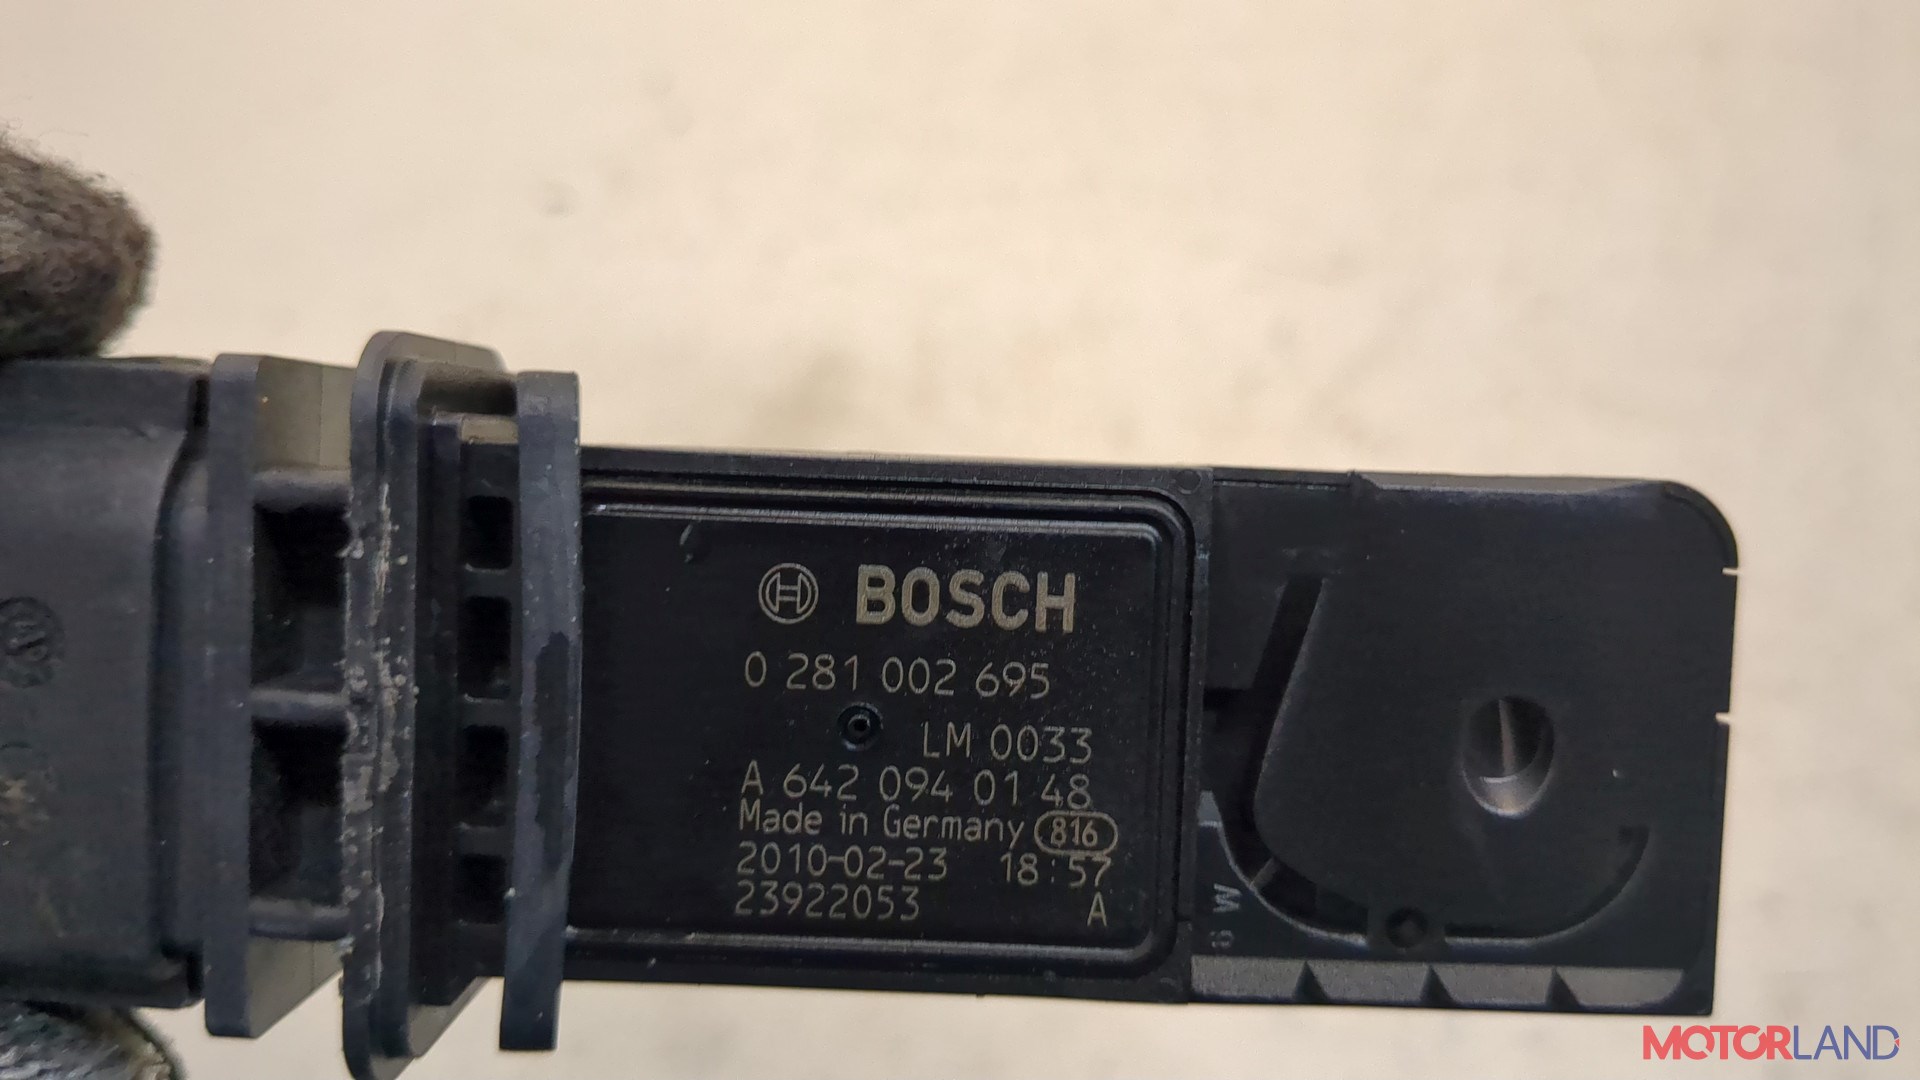 BOSCH
0 281 002 695
LM 0033
A 642 094 01 48
Made in Germany 816
2010-02-23 18:57
23922053 A
W
MOTORLAND